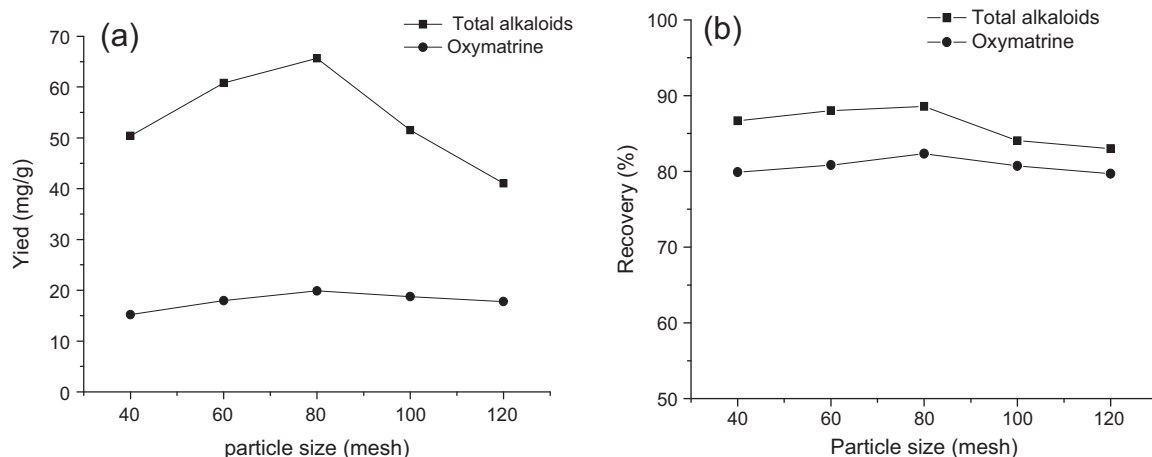 (a)
Total alkaloids
Oxymatrine
70
60
50
40
30
20
10
0
Yied (mg/g)
40 60 80 100 120
particle size (mesh)
(b)
Total alkaloids
Oxymatrine
100
90
80
70
60
50
Recovery (%)
40 60 80 100 120
Particle size (mesh)